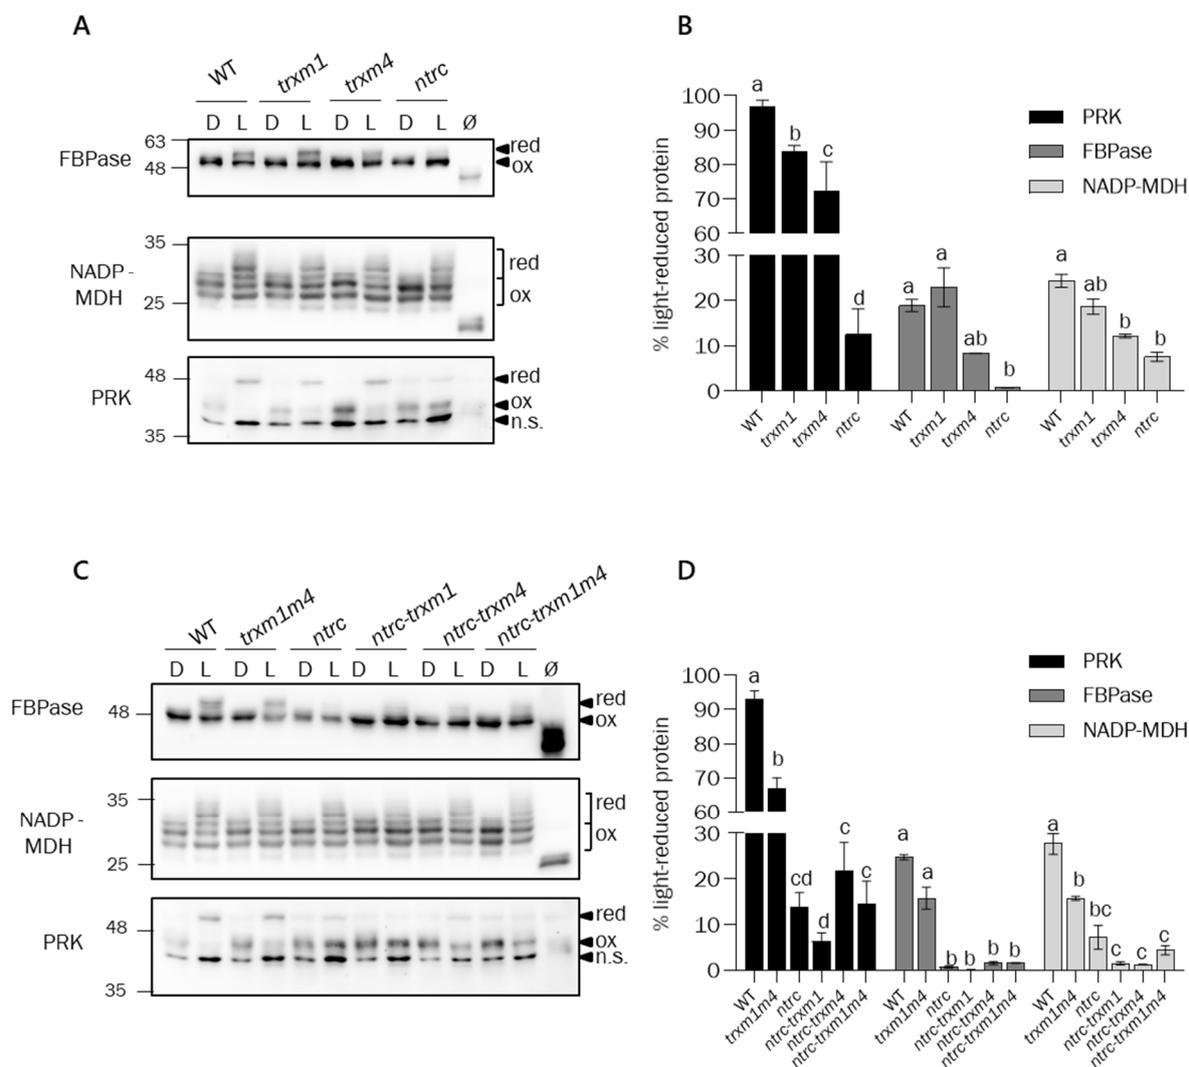 A
WT trxm1 trxm4 ntrc
D L D L D L D L Ø
FBPase
63
48
red
ox
NADP -
MDH
35
25
red
ox
PRK
48
35
red
ox
n.s.
B
% light-reduced protein
100
90
80
70
60
30
20
10
0
a b c d
a a ab b
a ab b b
PRK
FBPase
NADP-MDH
WT trxm1 trxm4 ntrc WT trxm1 trxm4 ntrc WT trxm1 trxm4 ntrc
C
WT trxm1m4 ntrc ntrc-trxm1 ntrc-trxm4 ntrc-trxm1m4
D L D L D L D L D L D L Ø
FBPase
48
red
ox
NADP -
MDH
35
25
red
ox
PRK
48
35
red
ox
n.s.
D
% light-reduced protein
100
90
80
70
60
30
20
10
0
a b cd d c c
a a b b b b
a b bc c c c
PRK
FBPase
NADP-MDH
WT trxm1m4 ntrc ntrc-trxm1 ntrc-trxm4 ntrc-trxm1m4 WT trxm1m4 ntrc ntrc-trxm1 ntrc-trxm4 ntrc-trxm1m4 WT trxm1m4 ntrc ntrc-trxm1 ntrc-trxm4 ntrc-trxm1m4